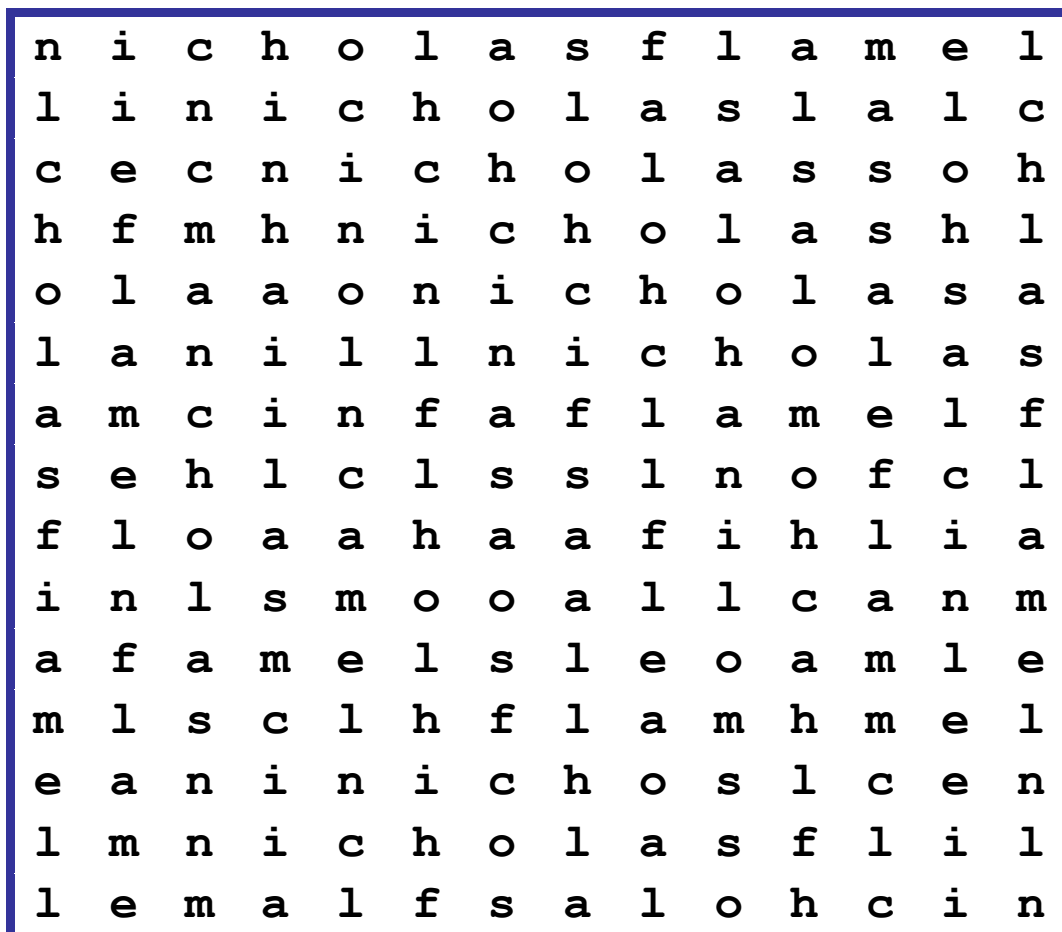 n i c h o l a s f l a m e l
l i n i c h o l a s l a l c
c e c n i c h o l a s s o h
h f m h n i c h o l a s h l
o l a a o n i c h o l a s a
l a n i l l n i c h o l a s
a m c i n f a f l a m e l f
s e h l c l s s l n o f c l
f l o a a h a a f i h l i a
i n l s m o o a l l c a n m
a f a m e l s l e o a m l e
m l s c l h f l a m h m e l
e a n i n i c h o s l c e n
l m n i c h o l a s f l i l
l e m a l f s a l o h c i n